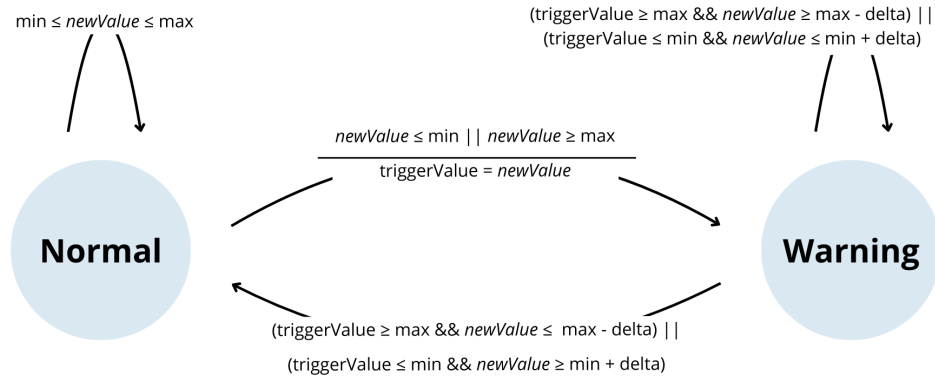 min ≤ newValue ≤ max
(triggerValue ≥ max && newValue ≥ max - delta) ||
(triggerValue ≤ min && newValue ≤ min + delta)
newValue ≤ min || newValue ≥ max
triggerValue = newValue
Normal
Warning
(triggerValue ≥ max && newValue ≤ max - delta) ||
(triggerValue ≤ min && newValue ≥ min + delta)